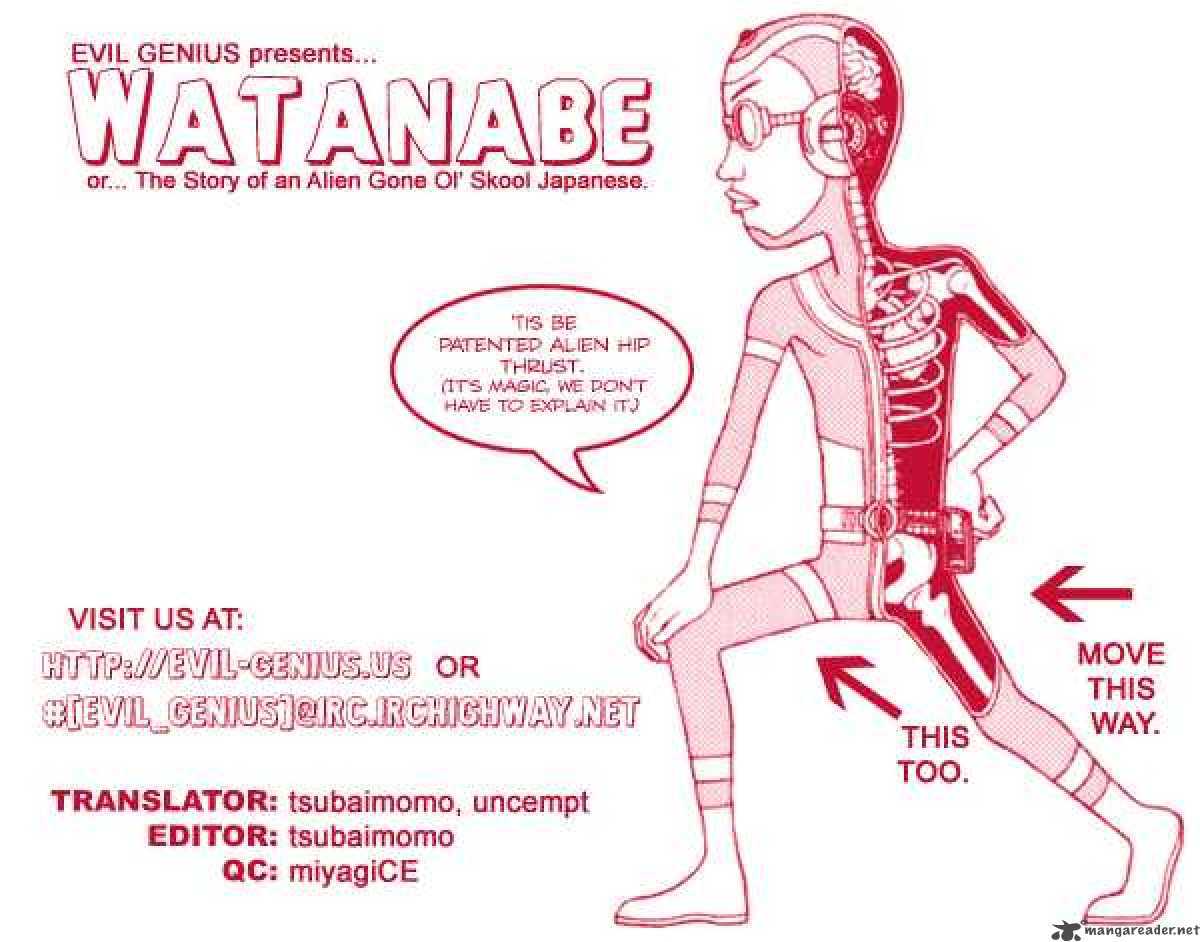 EVIL GENIUS presents...
WATANABE
or... The Story of an Alien Gone Ol' Skool Japanese.
'TIS BE
PATENTED ALIEN HIP
THRUST.
(IT'S MAGIC, WE DON'T
HAVE TO EXPLAIN IT.)
VISIT US AT:
HTTP://EVIL-GENIUS.US OR
#[EVIL_GENIUS]@IRC.IRCHIGHWAY.NET
MOVE
THIS
WAY.
THIS
TOO.
TRANSLATOR: tsubaimomo, uncempt
EDITOR: tsubaimomo
QC: miyagiCE
mangareader.net